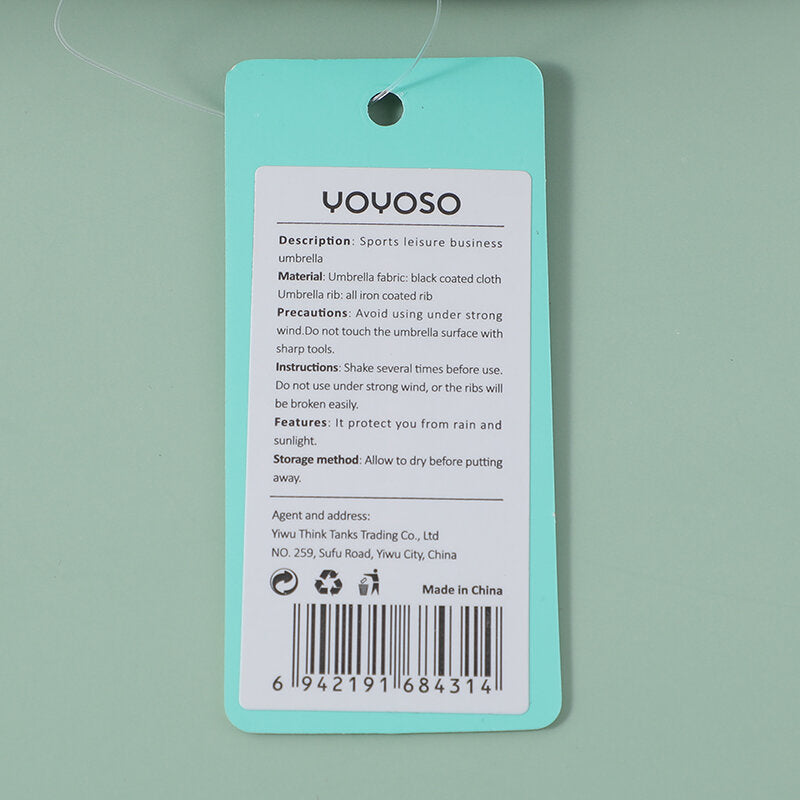 YOYOSO
Description: Sports leisure business
umbrella
Material: Umbrella fabric: black coated cloth
Umbrella rib: all iron coated rib
Precautions: Avoid using under strong
wind.Do not touch the umbrella surface with
sharp tools.
Instructions: Shake several times before use.
Do not use under strong wind, or the ribs will
be broken easily.
Features: It protect you from rain and
sunlight.
Storage method: Allow to dry before putting
away.
Agent and address:
Yiwu Think Tanks Trading Co., Ltd
NO. 259, Sufu Road, Yiwu City, China
Made in China
6 942191 684314